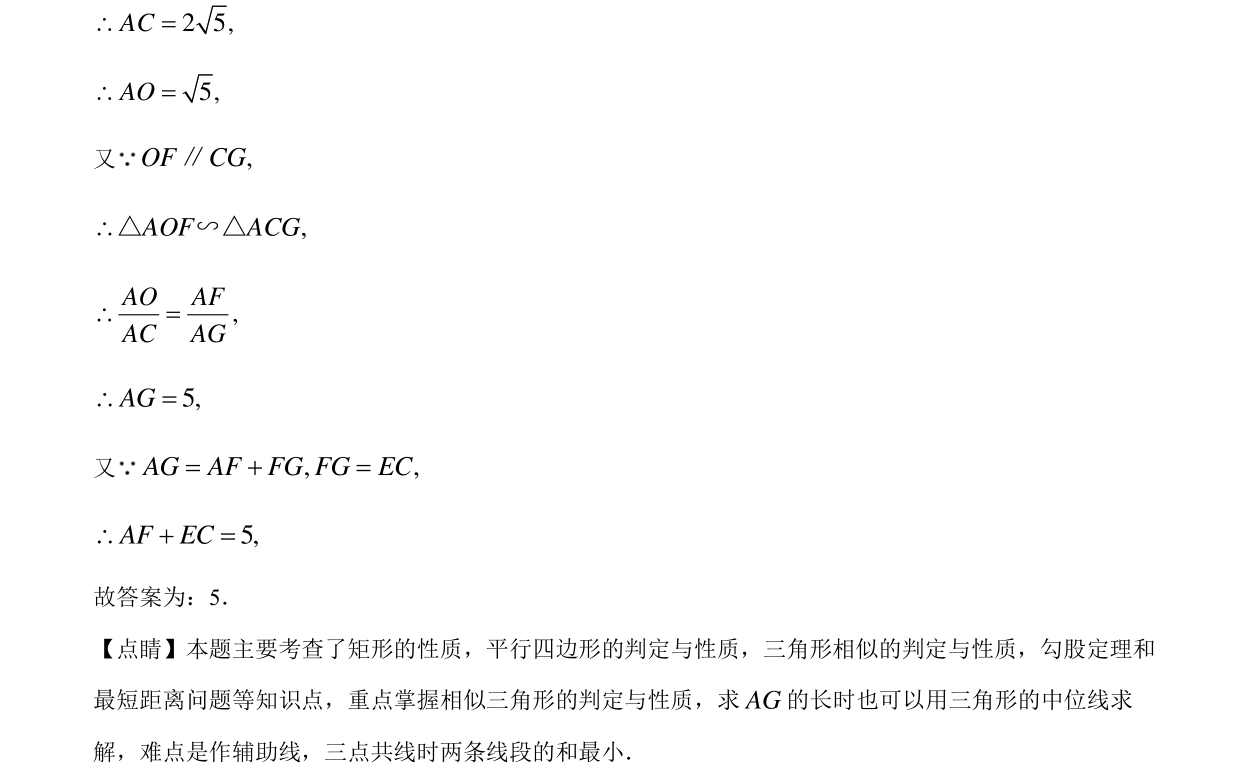 ∴AC=2√5,
∴AO=√5,
又∵OF∥CG,
∴△AOF∽△ACG,
∴AO/AC=AF/AG,
∴AG=5,
又∵AG=AF+FG,FG=EC,
∴AF+EC=5,
故答案为：5．
【点睛】本题主要考查了矩形的性质，平行四边形的判定与性质，三角形相似的判定与性质，勾股定理和
最短距离问题等知识点，重点掌握相似三角形的判定与性质，求AG的长时也可以用三角形的中位线求
解，难点是作辅助线，三点共线时两条线段的和最小．